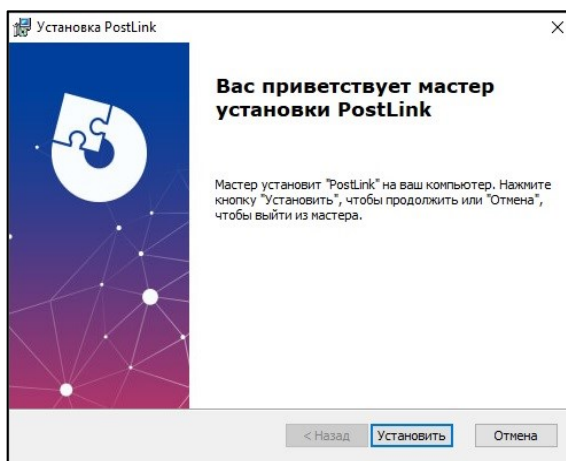 Установка PostLink
Вас приветствует мастер
установки PostLink
Мастер установит "PostLink" на ваш компьютер. Нажмите
кнопку "Установить", чтобы продолжить или "Отмена",
чтобы выйти из мастера.
< Назад Установить Отмена